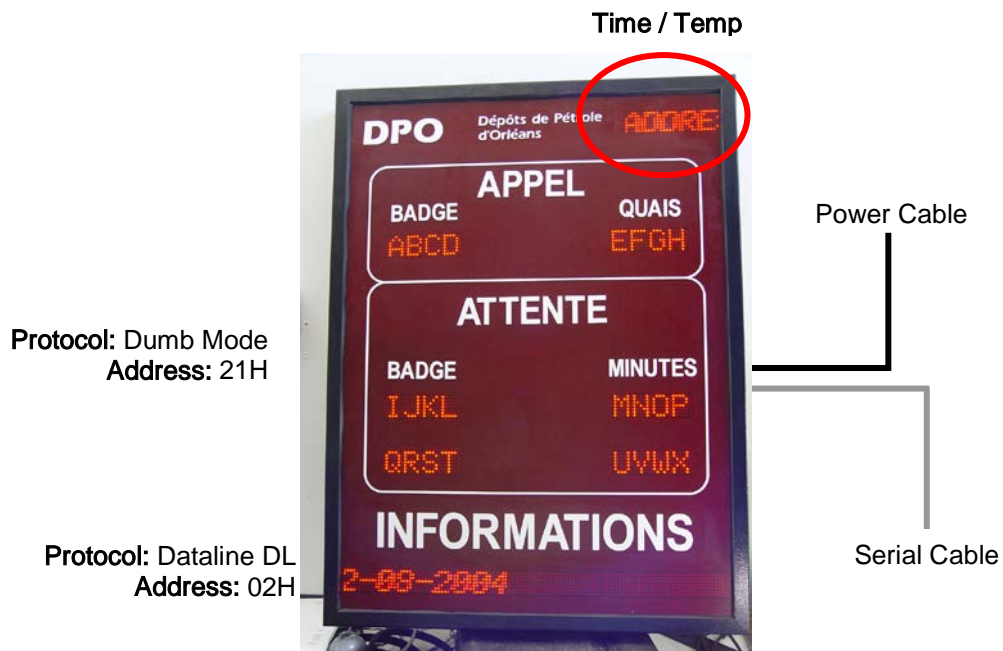 Time / Temp
DPO
Dépôts de Pétrole
d'Orléans
ADDRE
APPEL
BADGE QUAIS
ABCD EFGH
Power Cable
ATTENTE
Protocol: Dumb Mode
Address: 21H
BADGE MINUTES
IJKL MNOP
QRST UVWX
INFORMATIONS
Protocol: Dataline DL
Address: 02H
2-08-2004
Serial Cable